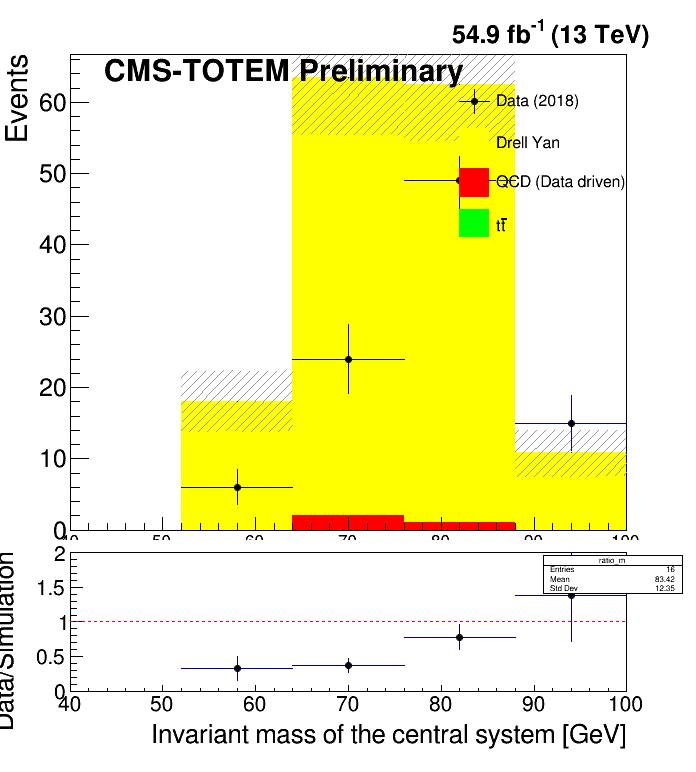 54.9 fb-1 (13 TeV)
CMS-TOTEM Preliminary
Events
60
50
40
30
20
10
0
Data (2018)
Drell Yan
QCD (Data driven)
tt̄
40 50 60 70 80 90 100
Data/Simulation
2
1.5
1
0.5
0
ratio_m
Entries 16
Mean 83.42
Std Dev 12.35
40 50 60 70 80 90 100
Invariant mass of the central system [GeV]